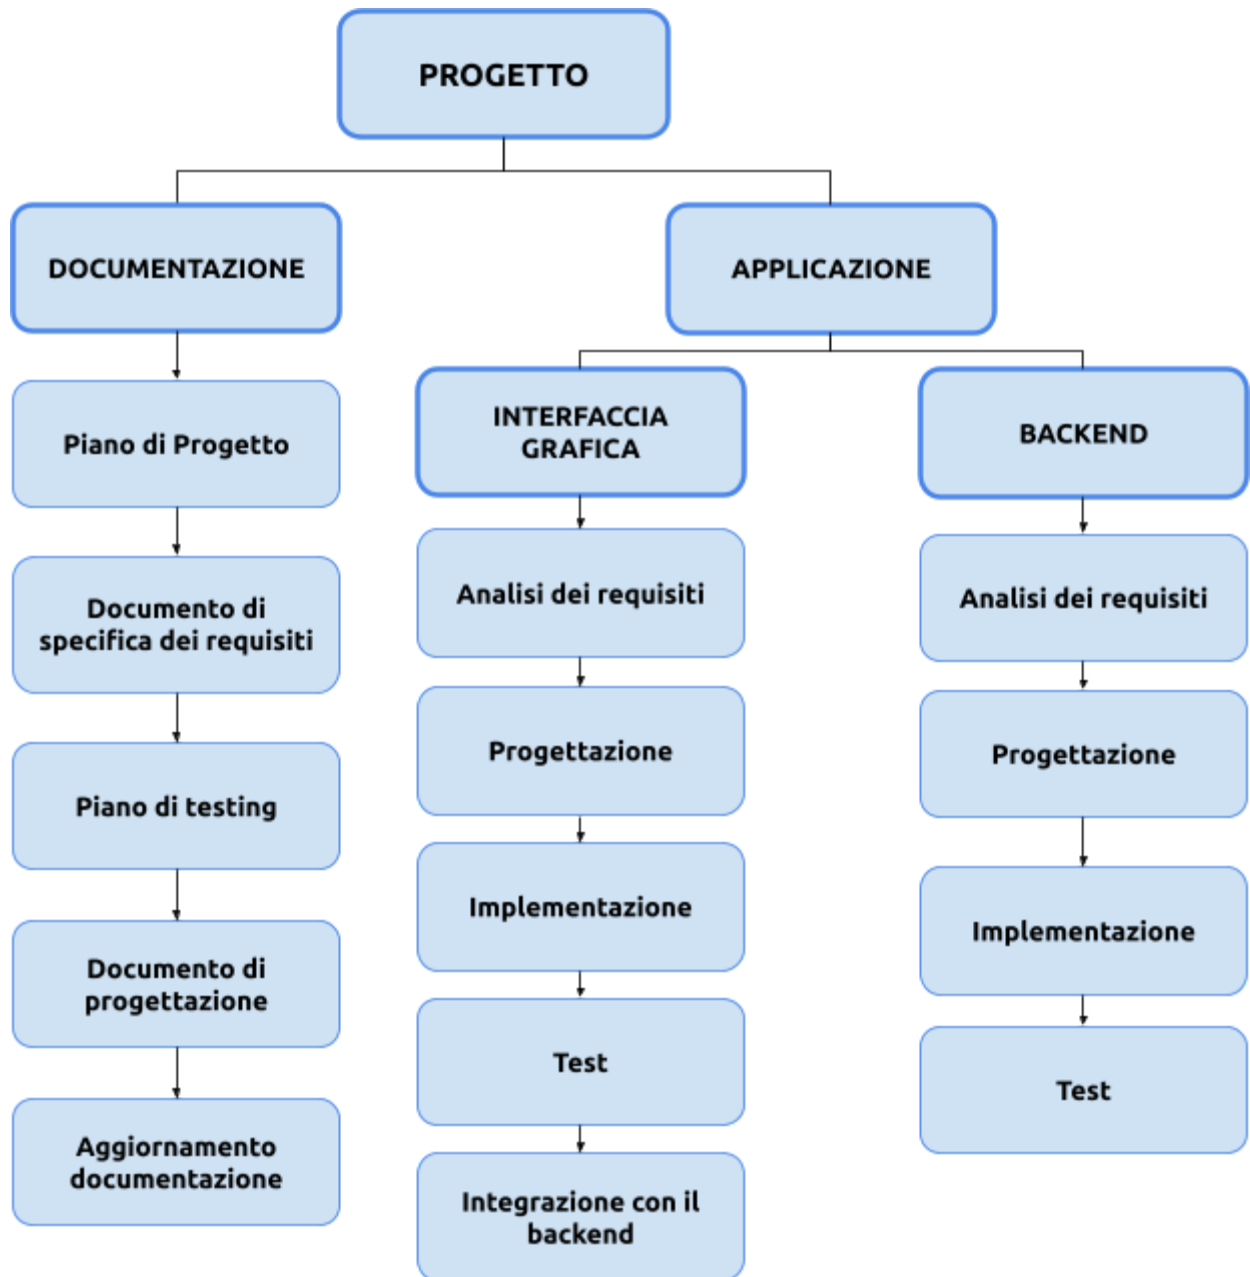 PROGETTO
DOCUMENTAZIONE
APPLICAZIONE
Piano di Progetto
Documento di
specifica dei requisiti
Piano di testing
Documento di
progettazione
Aggiornamento
documentazione
INTERFACCIA
GRAFICA
Analisi dei requisiti
Progettazione
Implementazione
Test
Integrazione con il
backend
BACKEND
Analisi dei requisiti
Progettazione
Implementazione
Test